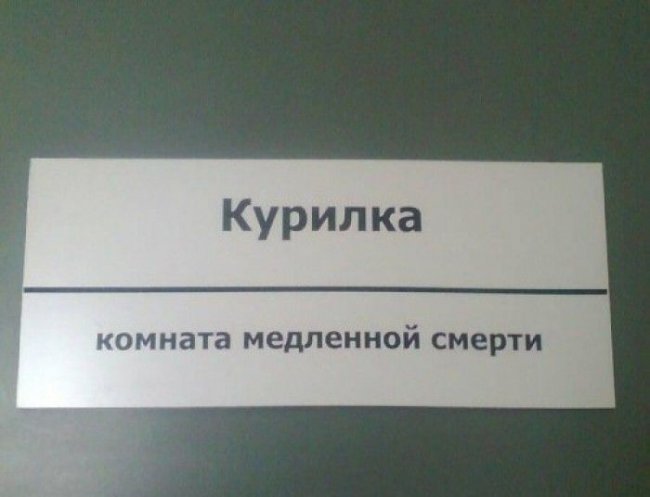 Курилка
комната медленной смерти